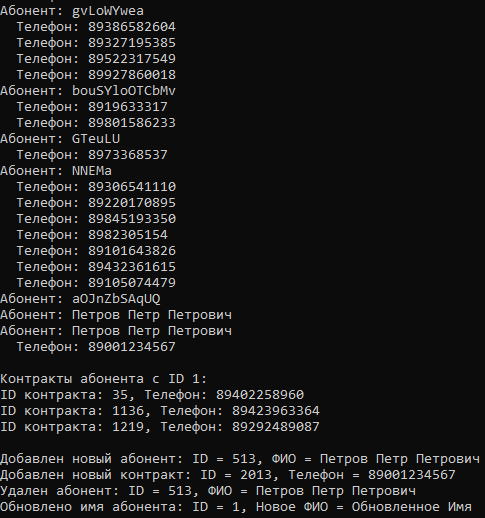 Абонент: gvLoWYwea
Телефон: 89386582604
Телефон: 89327195385
Телефон: 89522317549
Телефон: 89927860018
Абонент: bouSYloOTCbMv
Телефон: 8919633317
Телефон: 89801586233
Абонент: GTeuLU
Телефон: 8973368537
Абонент: NNEMa
Телефон: 89306541110
Телефон: 89220170895
Телефон: 89845193350
Телефон: 8982305154
Телефон: 89101643826
Телефон: 89432361615
Телефон: 89105074479
Абонент: aOJnZbSAqUQ
Абонент: Петров Петр Петрович
Абонент: Петров Петр Петрович
Телефон: 89001234567
Контракты абонента с ID 1:
ID контракта: 35, Телефон: 89402258960
ID контракта: 1136, Телефон: 89423963364
ID контракта: 1219, Телефон: 89292489087
Добавлен новый абонент: ID = 513, ФИО = Петров Петр Петрович
Добавлен новый контракт: ID = 2013, Телефон = 89001234567
Удален абонент: ID = 513, ФИО = Петров Петр Петрович
Обновлено имя абонента: ID = 1, Новое ФИО = Обновленное Имя